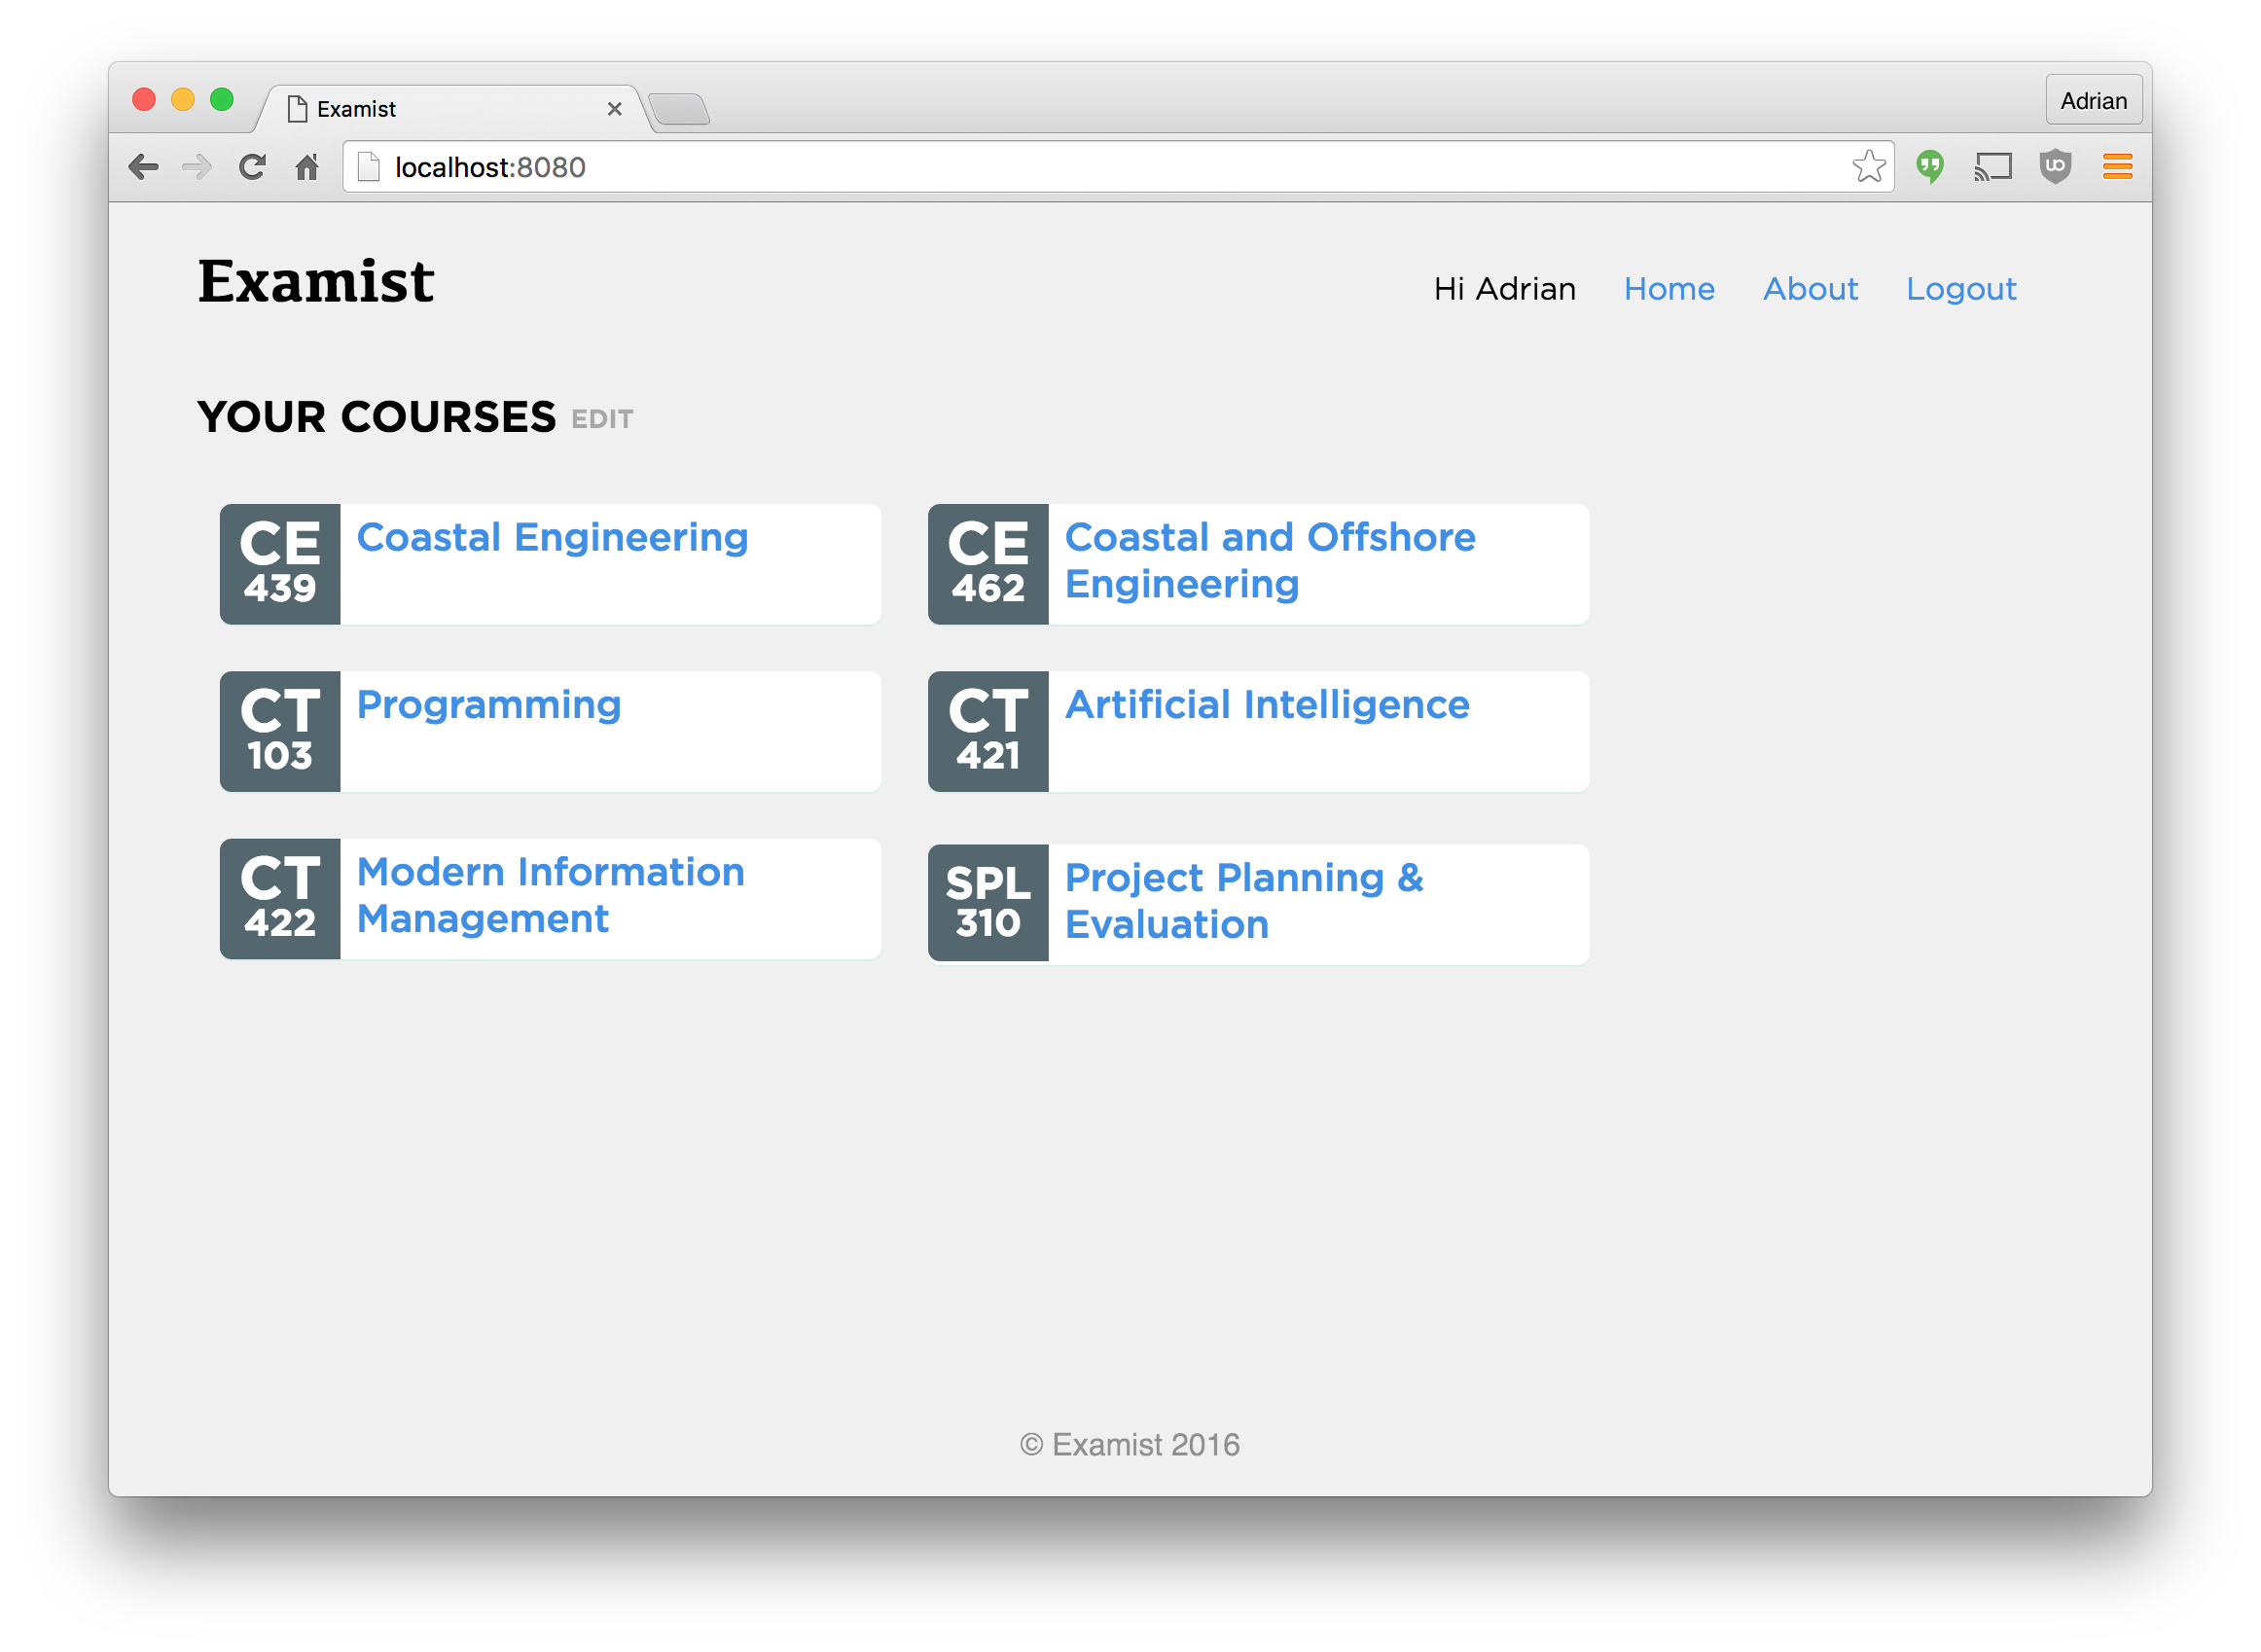 Examist
Adrian
localhost:8080
Examist
Hi Adrian Home About Logout
YOUR COURSES EDIT
CE
439
Coastal Engineering
CE
462
Coastal and Offshore
Engineering
CT
103
Programming
CT
421
Artificial Intelligence
CT
422
Modern Information
Management
SPL
310
Project Planning &
Evaluation
© Examist 2016